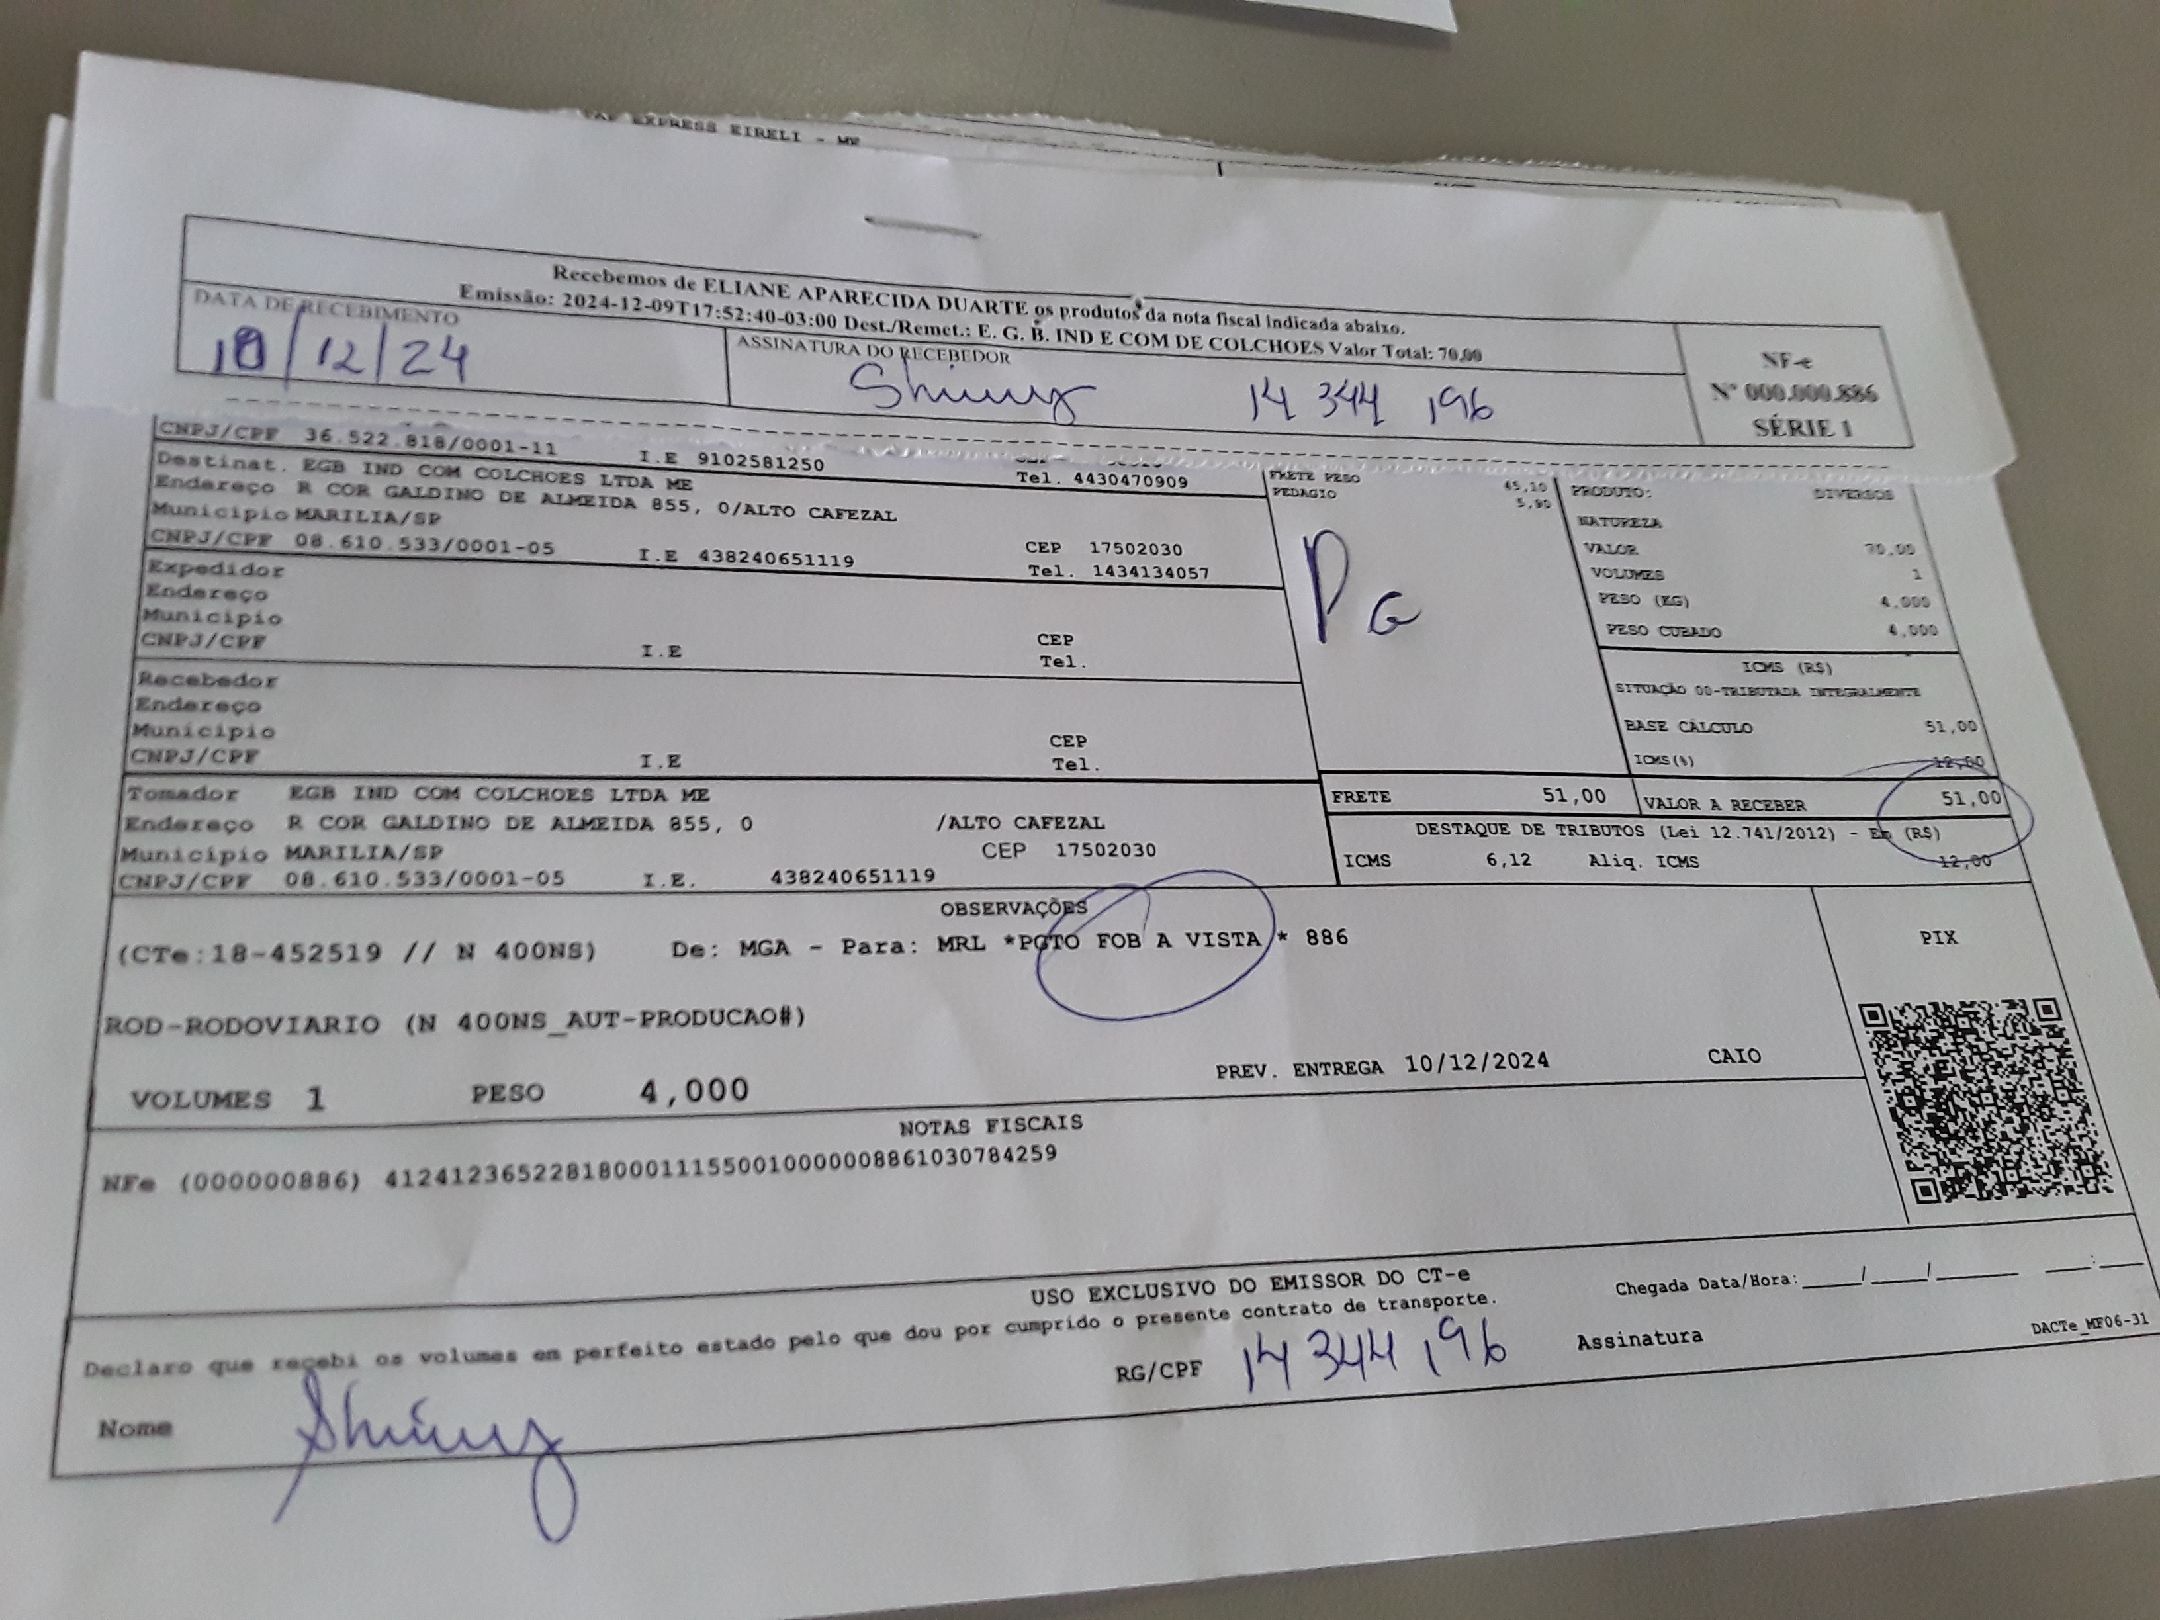 EXPRESS EIRELI - ME
Recebemos de ELIANE APARECIDA DUARTE os produtos da nota fiscal indicada abaixo.
Emissão: 2024-12-09T17:52:40-03:00 Dest./Remet.: E. G. B. IND E COM DE COLCHOES Valor Total: 70,00
DATA DE RECEBIMENTO
10/12/24
ASSINATURA DO RECEBEDOR
14 344 196
NF-e
Nº 000.000.886
SÉRIE 1
CNPJ/CPF 36.522.818/0001-11 I.E 9102581250 Tel. 4430470909
Destinat. EGB IND COM COLCHOES LTDA ME
Endereço R COR GALDINO DE ALMEIDA 855, 0/ALTO CAFEZAL
Município MARILIA/SP CEP 17502030
CNPJ/CPF 08.610.533/0001-05 I.E 438240651119 Tel. 1434134057
Expedidor
Endereço
Município CEP
CNPJ/CPF I.E Tel.
Recebedor
Endereço
Município CEP
CNPJ/CPF I.E Tel.
Tomador EGB IND COM COLCHOES LTDA ME
Endereço R COR GALDINO DE ALMEIDA 855, 0 /ALTO CAFEZAL
Município MARILIA/SP CEP 17502030
CNPJ/CPF 08.610.533/0001-05 I.E. 438240651119
FRETE PESO 45,10
PEDAGIO 5,90
PG
PRODUTO: DIVERSOS
NATUREZA
VALOR 70,00
VOLUMES 1
PESO (KG) 4,000
PESO CUBADO 4,000
ICMS (R$)
SITUAÇÃO 00-TRIBUTADA INTEGRALMENTE
BASE CÁLCULO 51,00
ICMS(%) 12,00
FRETE 51,00 VALOR A RECEBER 51,00
DESTAQUE DE TRIBUTOS (Lei 12.741/2012) - Em (R$)
ICMS 6,12 Aliq. ICMS 12,00
OBSERVAÇÕES
(CTe:18-452519 // N 400NS) De: MGA - Para: MRL *PGTO FOB A VISTA * 886
ROD-RODOVIARIO (N 400NS_AUT-PRODUCAO#)
VOLUMES 1 PESO 4,000 PREV. ENTREGA 10/12/2024 CAIO
PIX
NOTAS FISCAIS
NFe (000000886) 41241236522818000111550010000008861030784259
USO EXCLUSIVO DO EMISSOR DO CT-e
Declaro que recebi os volumes em perfeito estado pelo que dou por cumprido o presente contrato de transporte.
Chegada Data/Hora:____/____/______ ___:___
Nome
RG/CPF 14 344 196
Assinatura
DACTe_MF06-31